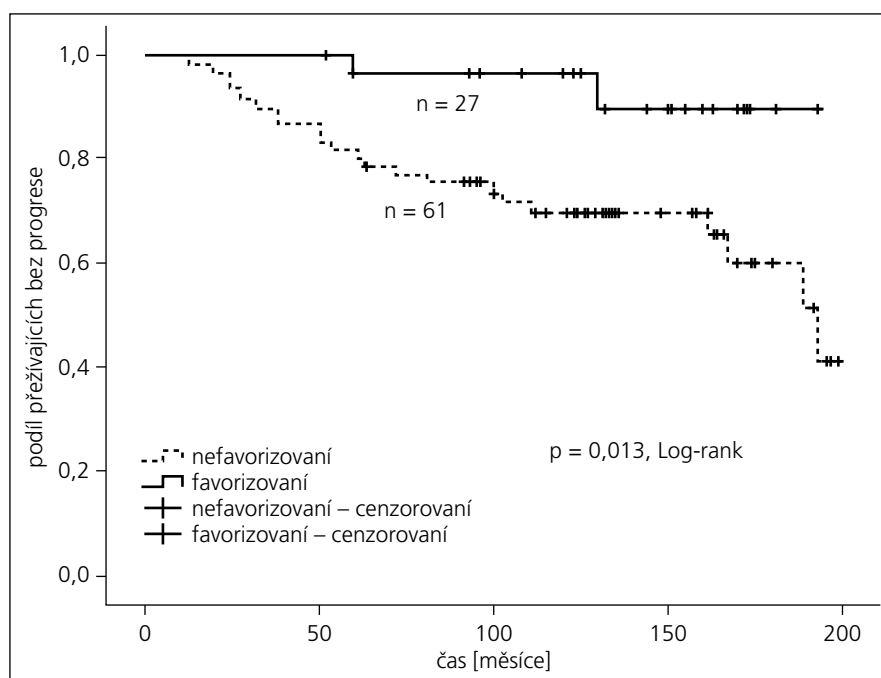 podíl přežívajících bez progrese
1,0
0,8
0,6
0,4
0,2
0,0
n = 27
n = 61
p = 0,013, Log-rank
nefavorizovaní
favorizovaní
nefavorizovaní – cenzorovaní
favorizovaní – cenzorovaní
0
50
100
150
200
čas [měsíce]